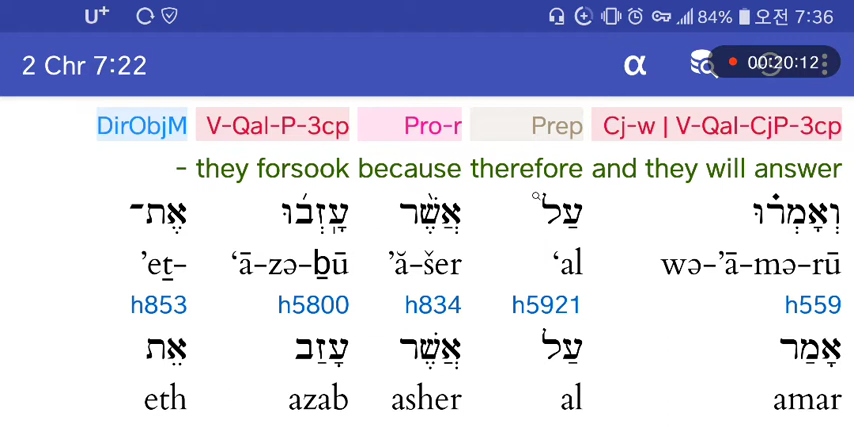 U+ 84% 오전 7:36
2 Chr 7:22 α 00:20:12
DirObjM V-Qal-P-3cp Pro-r Prep Cj-w | V-Qal-CjP-3cp
- they forsook because therefore and they will answer
וְאָמְר֗וּ עַל֩ אֲשֶׁ֨ר עָֽזְב֜וּ אֶת־
’eṯ- ‘ā-zə-ḇū ’ă-šer ‘al wə-’ā-mə-rū
h853 h5800 h834 h5921 h559
אָמַר עַל אֲשֶׁר עָזַב אֵת
eth azab asher al amar